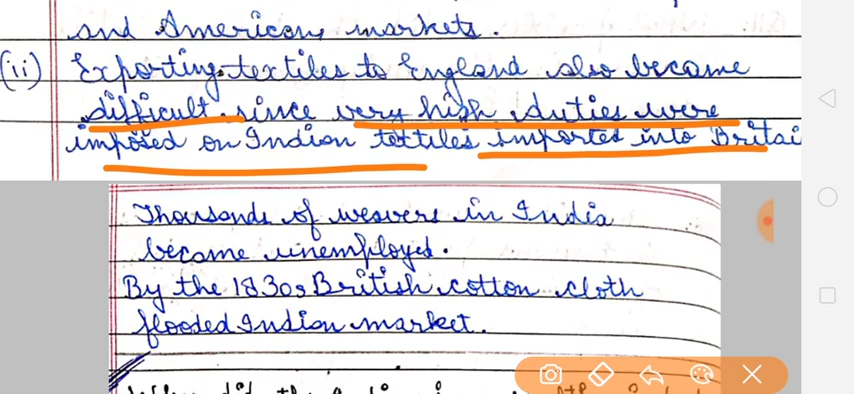 and American markets.
(ii) Exporting textiles to England also became
difficult since very high duties were
imposed on Indian textiles imported into Britai
Thousands of weavers in India
became unemployed.
By the 1830s British cotton cloth
flooded Indian market.
did the